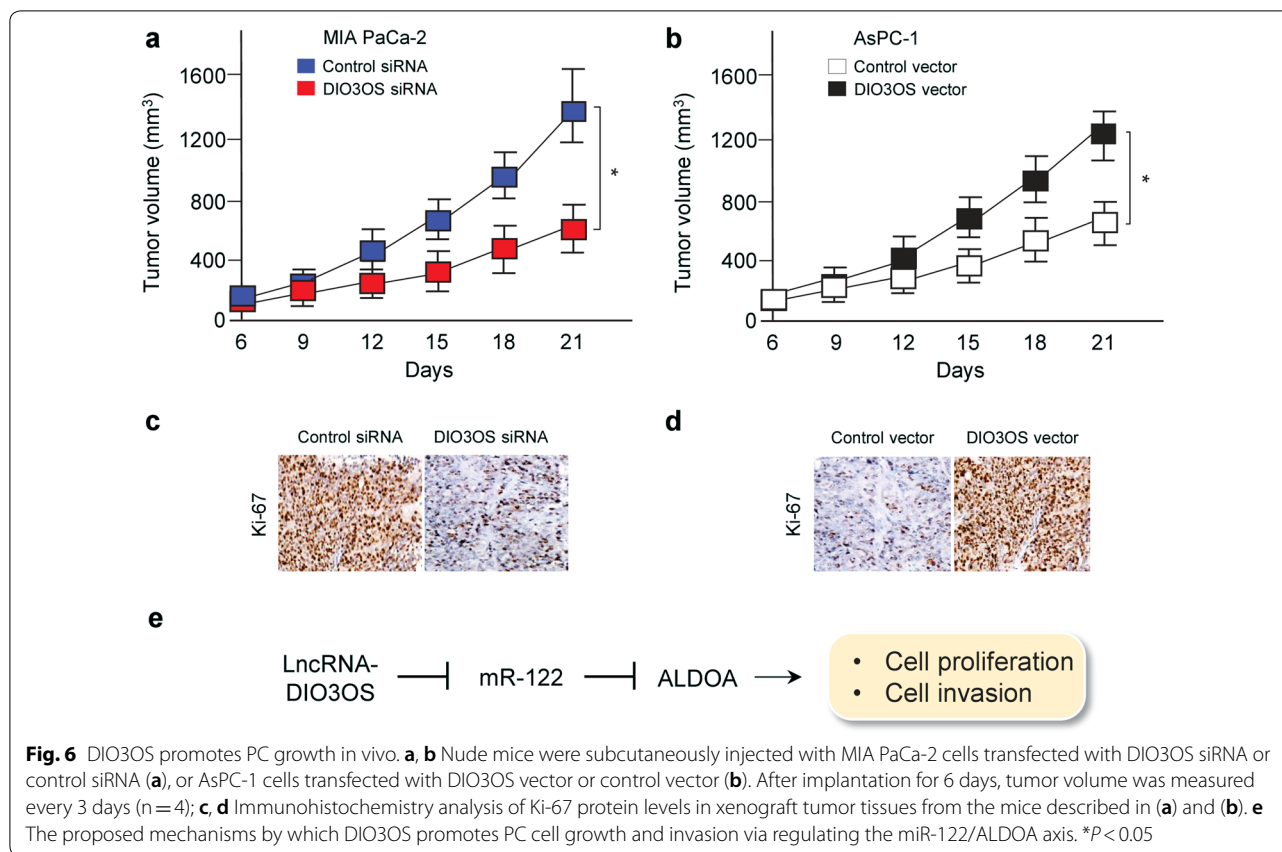 a
MIA PaCa-2
Control siRNA
DIO3OS siRNA
Tumor volume (mm³)
1600
1200
800
400
0
6 9 12 15 18 21
Days
*
b
AsPC-1
Control vector
DIO3OS vector
Tumor volume (mm³)
1600
1200
800
400
0
6 9 12 15 18 21
Days
*
c
Control siRNA DIO3OS siRNA
Ki-67
d
Control vector DIO3OS vector
Ki-67
e
LncRNA-
DIO3OS
mR-122
ALDOA
• Cell proliferation
• Cell invasion
Fig. 6 DIO3OS promotes PC growth in vivo. a, b Nude mice were subcutaneously injected with MIA PaCa-2 cells transfected with DIO3OS siRNA or
control siRNA (a), or AsPC-1 cells transfected with DIO3OS vector or control vector (b). After implantation for 6 days, tumor volume was measured
every 3 days (n = 4); c, d Immunohistochemistry analysis of Ki-67 protein levels in xenograft tumor tissues from the mice described in (a) and (b). e
The proposed mechanisms by which DIO3OS promotes PC cell growth and invasion via regulating the miR-122/ALDOA axis. *P < 0.05